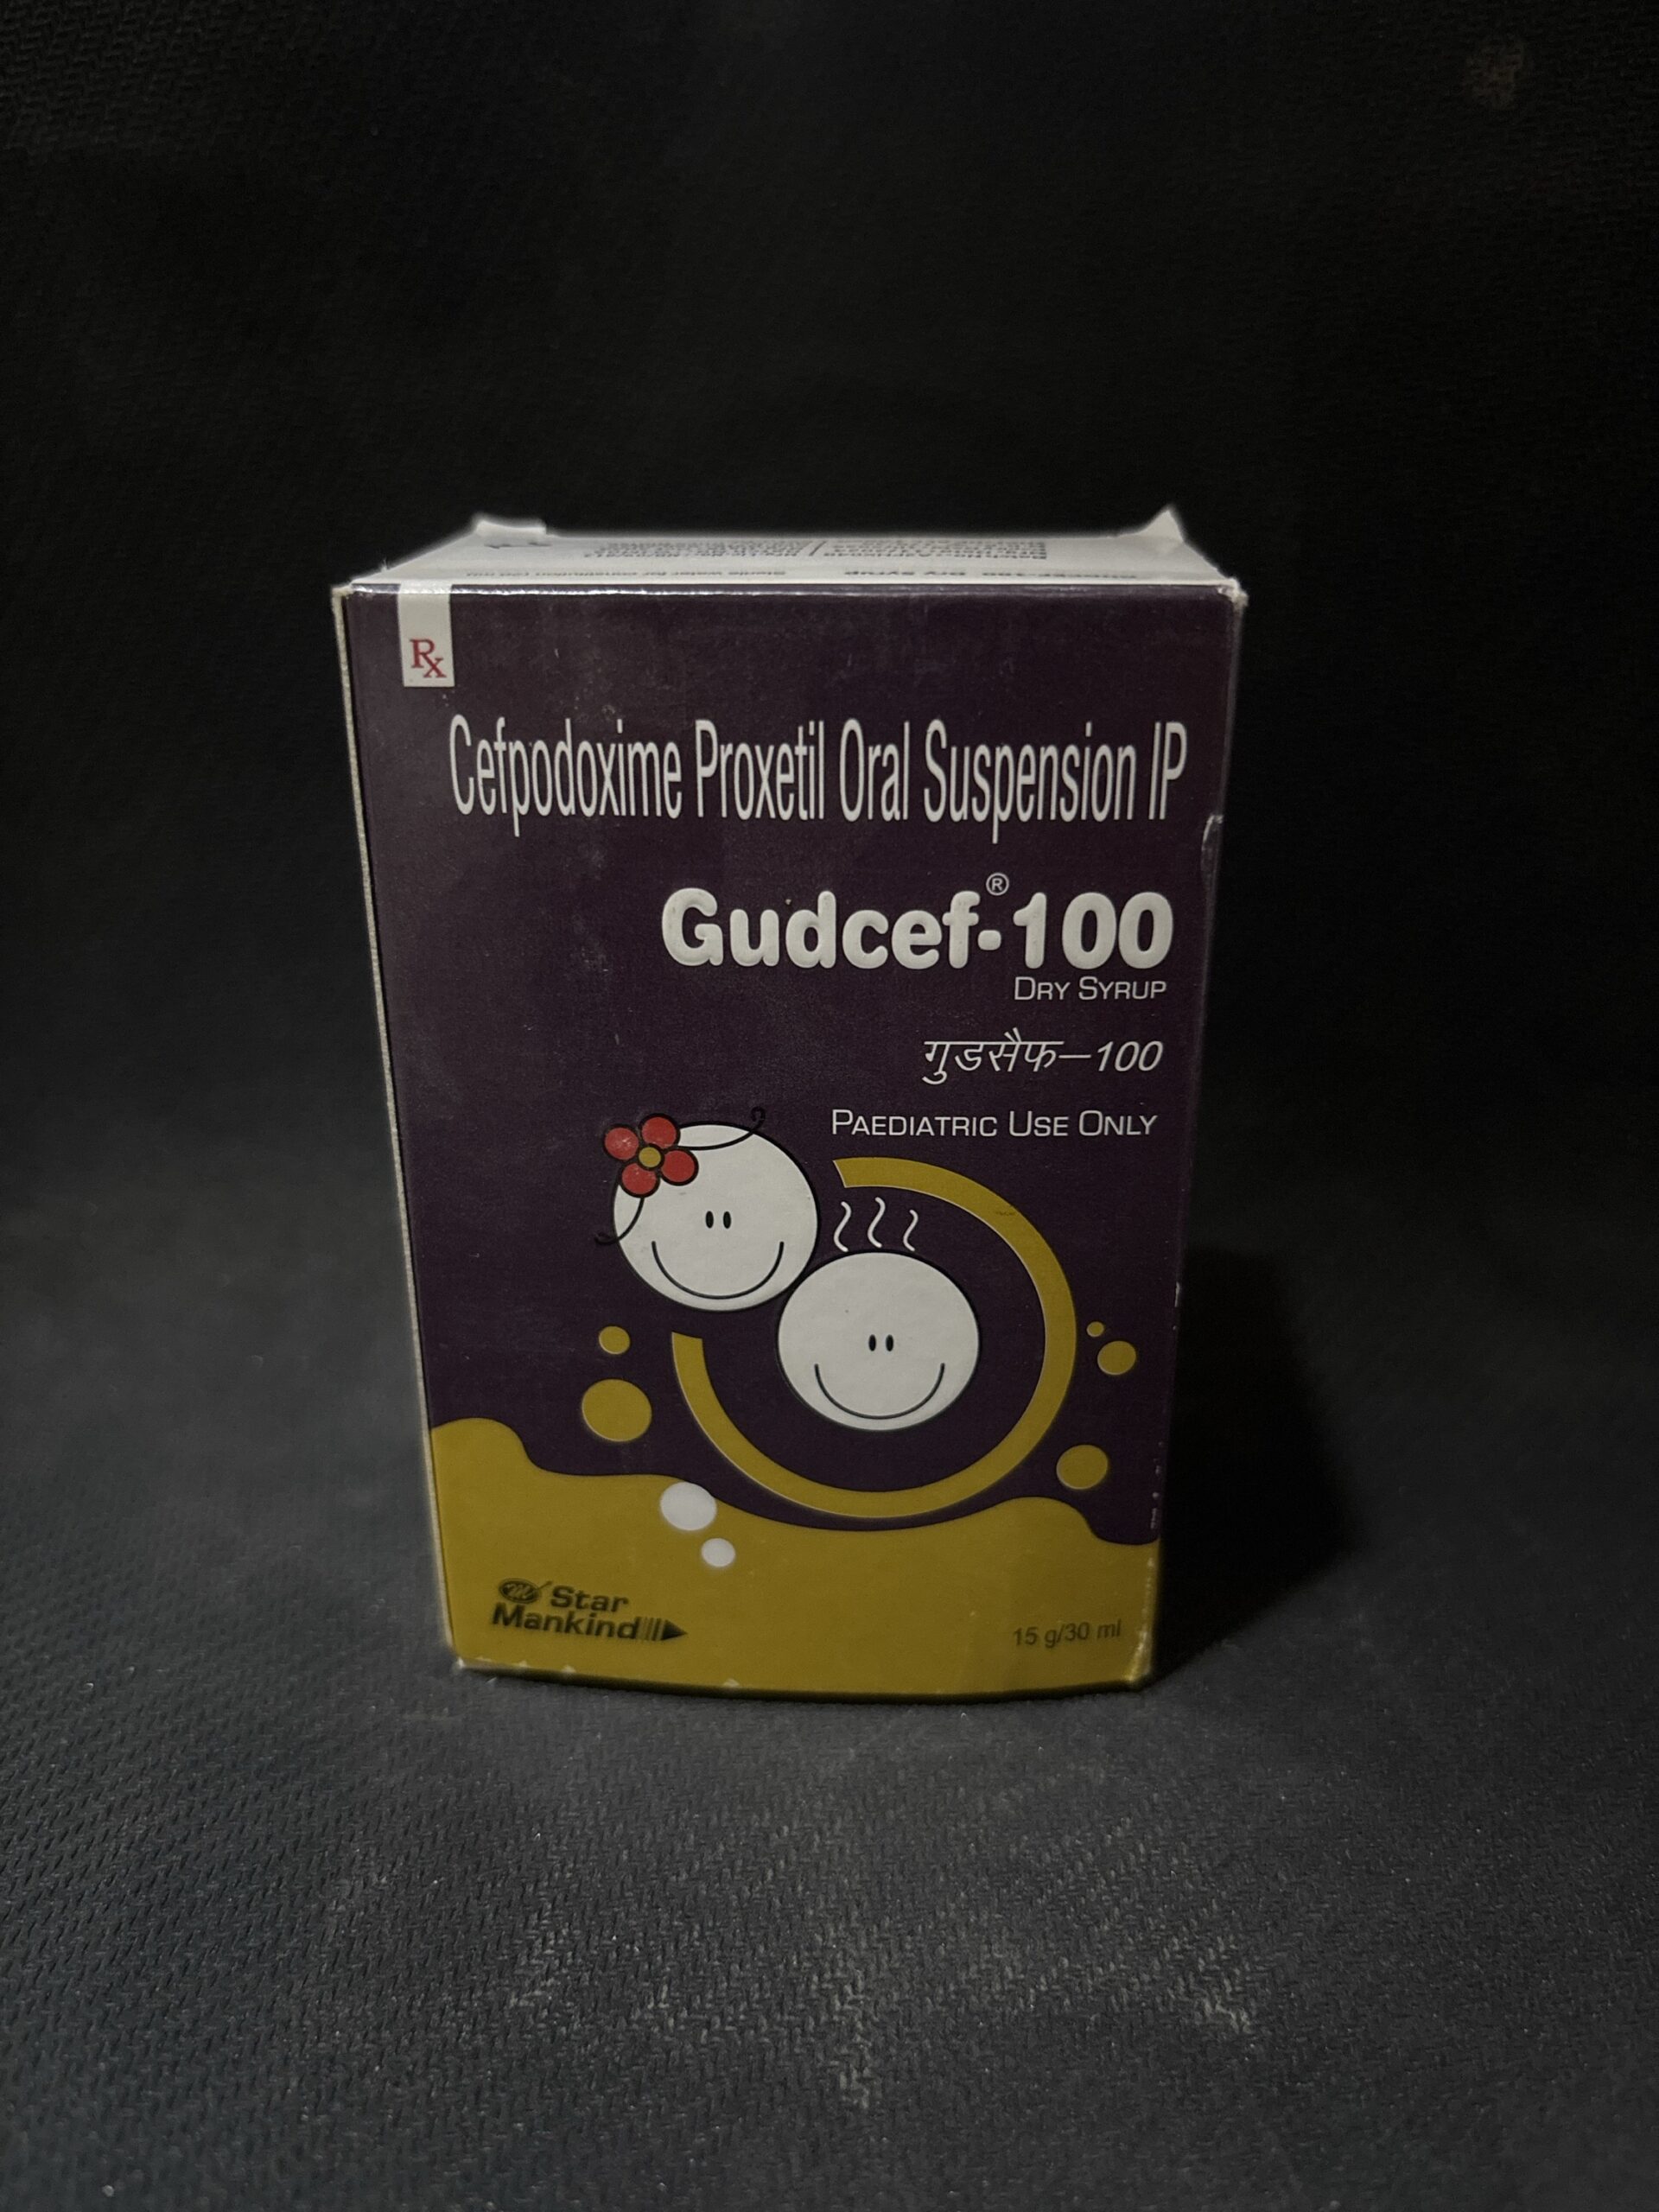 Rx
Cefpodoxime Proxetil Oral Suspension IP
Gudcef®-100
DRY SYRUP
गुडसैफ–100
PAEDIATRIC USE ONLY
Star
Mankind
15 g/30 ml